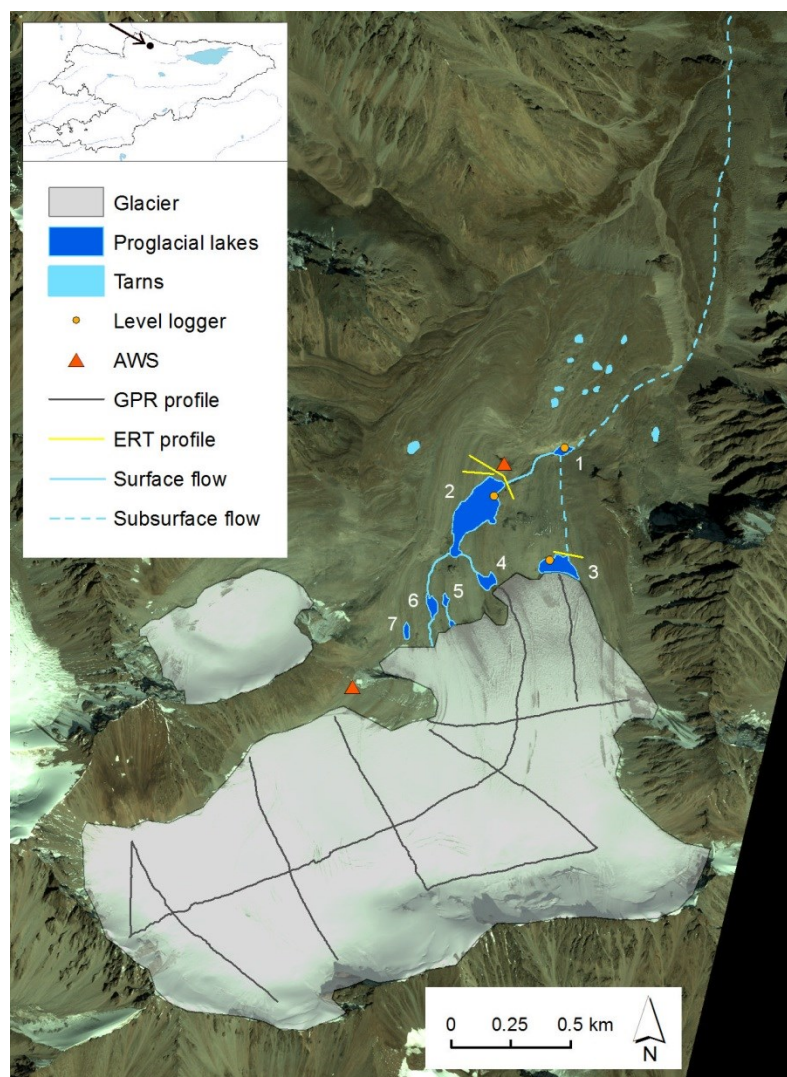 Glacier
Proglacial lakes
Tarns
Level logger
AWS
GPR profile
ERT profile
Surface flow
Subsurface flow
1
2
3
4
5
6
7
0 0.25 0.5 km
N